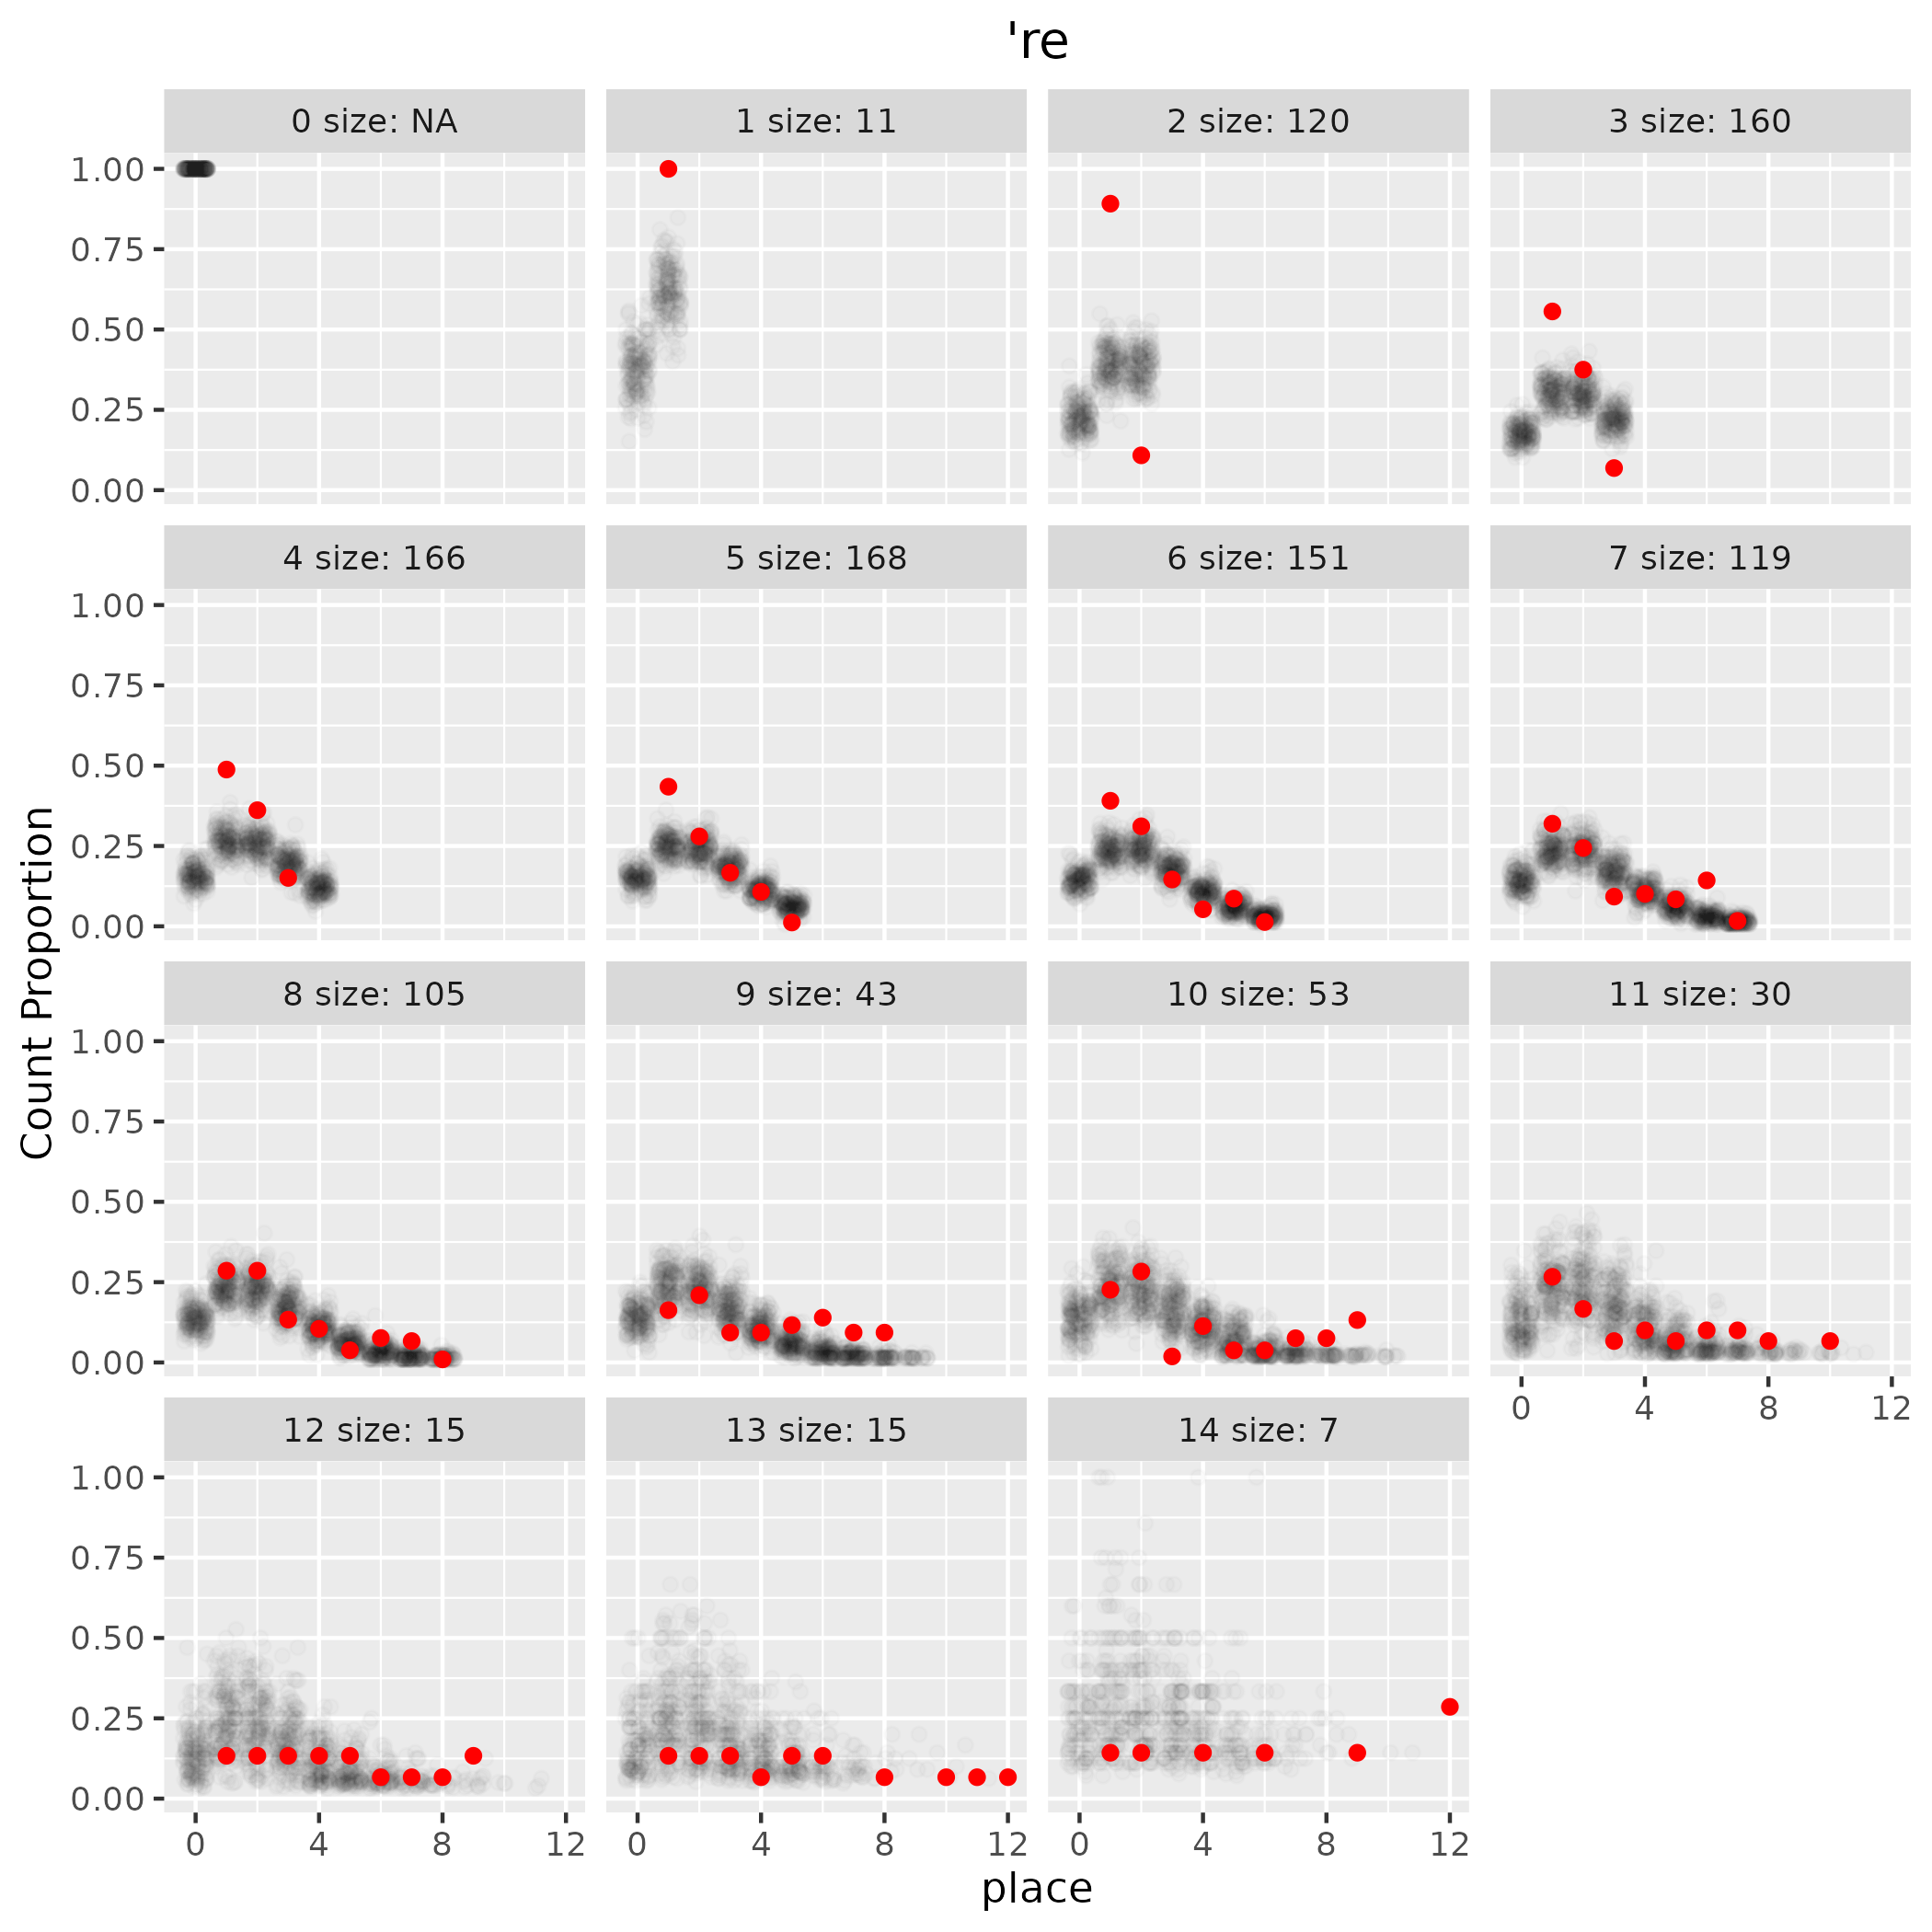 're
0 size: NA
1 size: 11
2 size: 120
3 size: 160
1.00
0.75
0.50
0.25
0.00
4 size: 166
5 size: 168
6 size: 151
7 size: 119
1.00
0.75
0.50
0.25
0.00
Count Proportion
8 size: 105
9 size: 43
10 size: 53
11 size: 30
1.00
0.75
0.50
0.25
0.00
0 4 8 12
12 size: 15
13 size: 15
14 size: 7
1.00
0.75
0.50
0.25
0.00
0 4 8 12
0 4 8 12
0 4 8 12
place